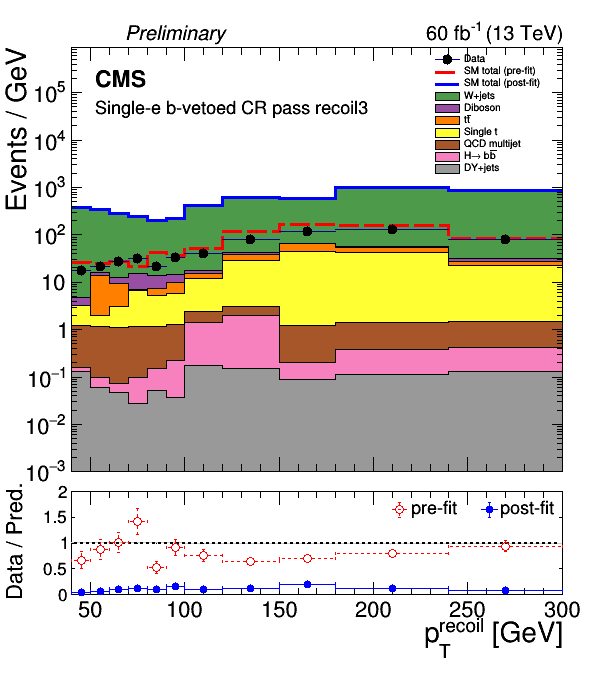 Preliminary 60 fb⁻¹ (13 TeV)
Events / GeV
CMS
Single-e b-vetoed CR pass recoil3
Data
SM total (pre-fit)
SM total (post-fit)
W+jets
Diboson
tt̅
Single t
QCD multijet
H→ bb̅
DY+jets
10⁵
10⁴
10³
10²
10
1
10⁻¹
10⁻²
10⁻³
Data / Pred.
2
1.5
1
0.5
0
pre-fit post-fit
50 100 150 200 250 300
p_T^recoil [GeV]